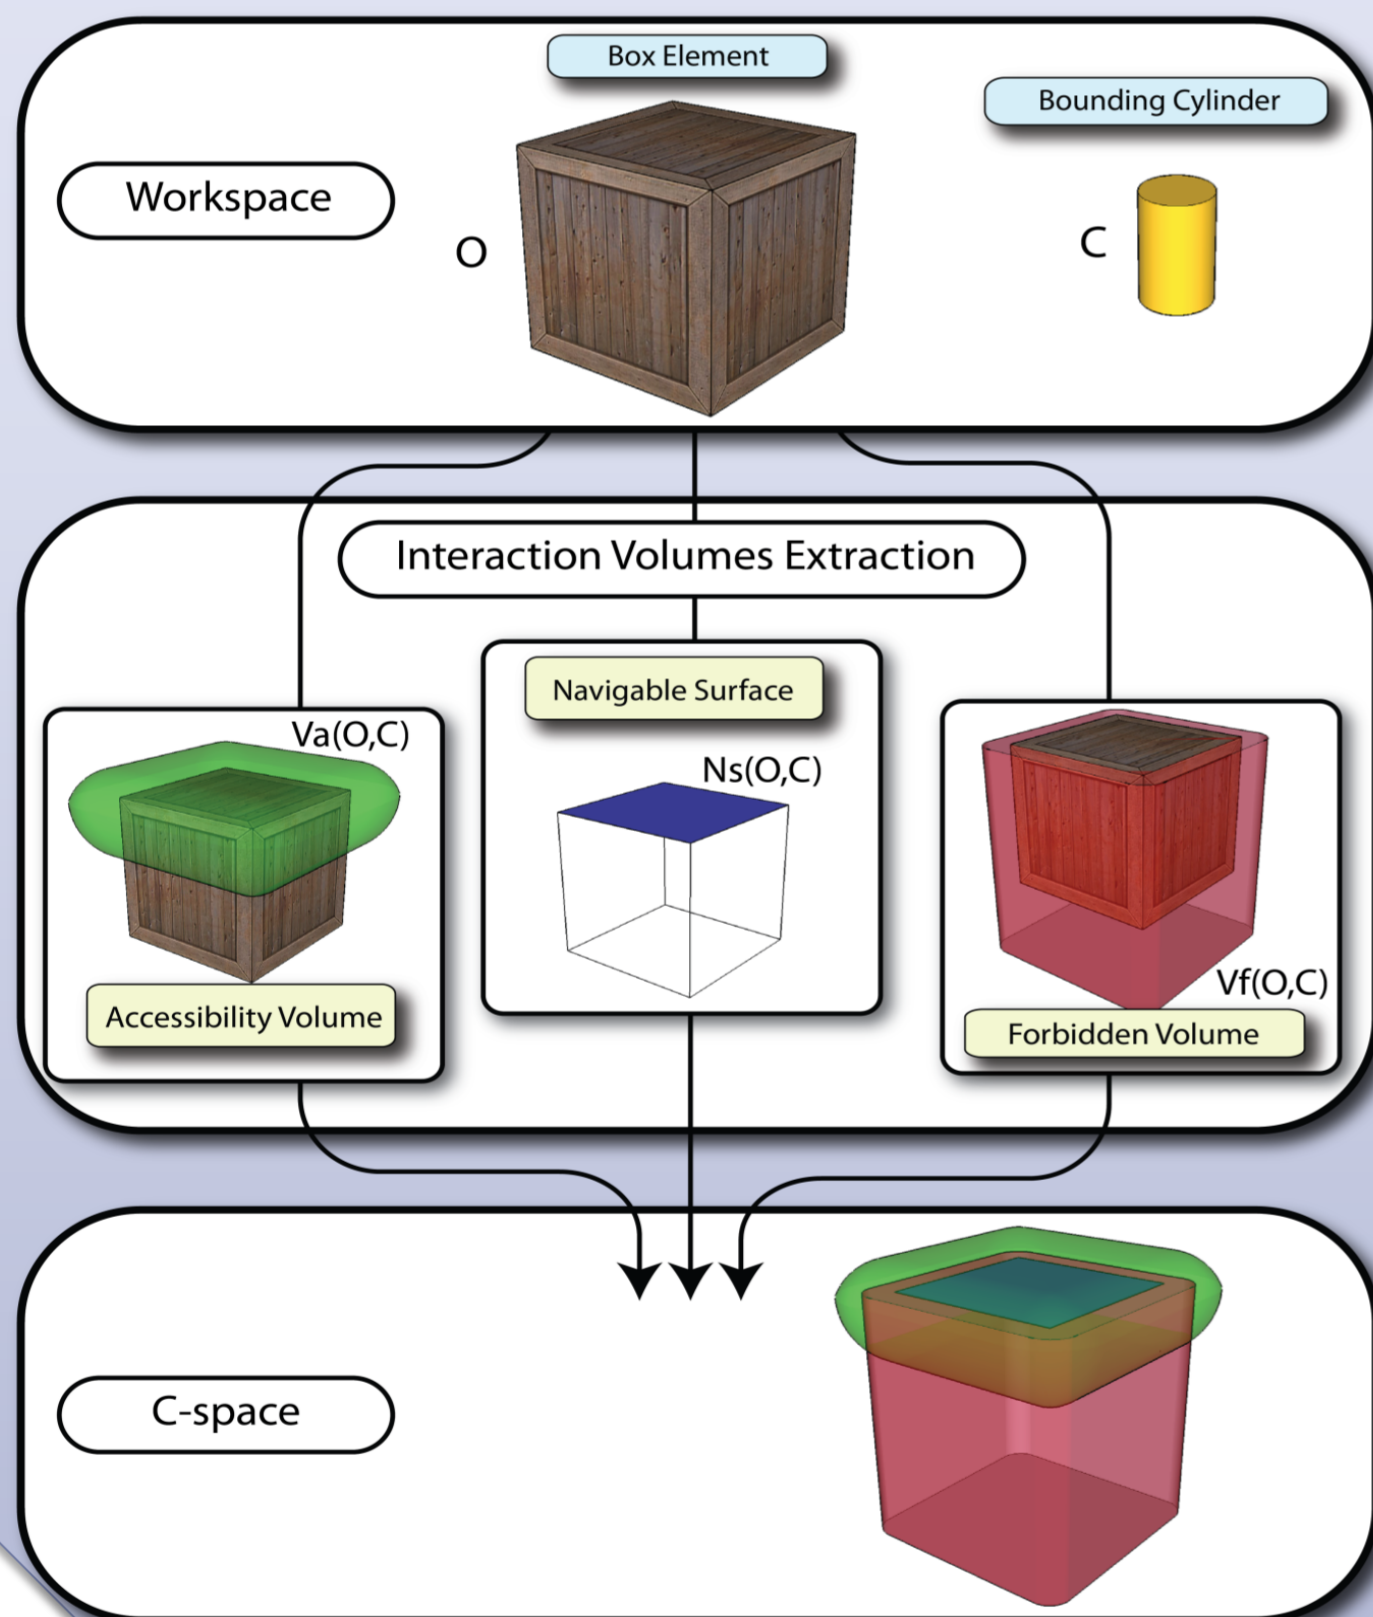 Box Element
Bounding Cylinder
Workspace
O
C
Interaction Volumes Extraction
Navigable Surface
Va(O,C)
Ns(O,C)
Vf(O,C)
Accessibility Volume
Forbidden Volume
C-space